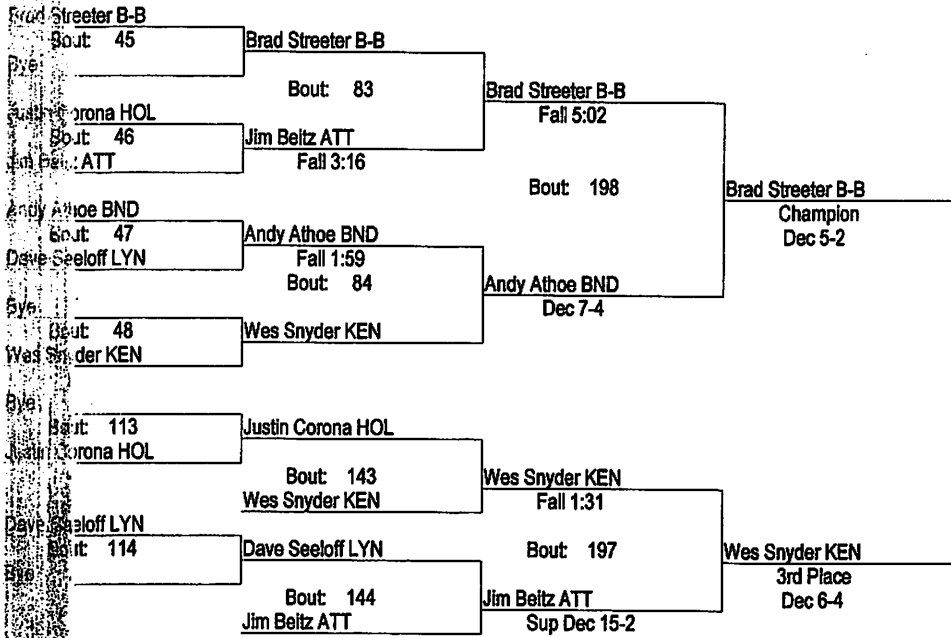 Brad Streeter B-B
Bout: 45
Brad Streeter B-B
Bye
Bout: 83
Brad Streeter B-B
Fall 5:02
Justin Corona HOL
Bout: 46
Jim Beitz ATT
Jim Beitz ATT
Fall 3:16
Bout: 198
Brad Streeter B-B
Champion
Dec 5-2
Andy Athoe BND
Bout: 47
Andy Athoe BND
Dave Seeloff LYN
Fall 1:59
Bout: 84
Andy Athoe BND
Dec 7-4
Bye
Bout: 48
Wes Snyder KEN
Wes Snyder KEN
Bye
Bout: 113
Justin Corona HOL
Justin Corona HOL
Bout: 143
Wes Snyder KEN
Wes Snyder KEN
Fall 1:31
Dave Seeloff LYN
Bout: 114
Dave Seeloff LYN
Bye
Bout: 197
Wes Snyder KEN
3rd Place
Dec 6-4
Bout: 144
Jim Beitz ATT
Jim Beitz ATT
Sup Dec 15-2